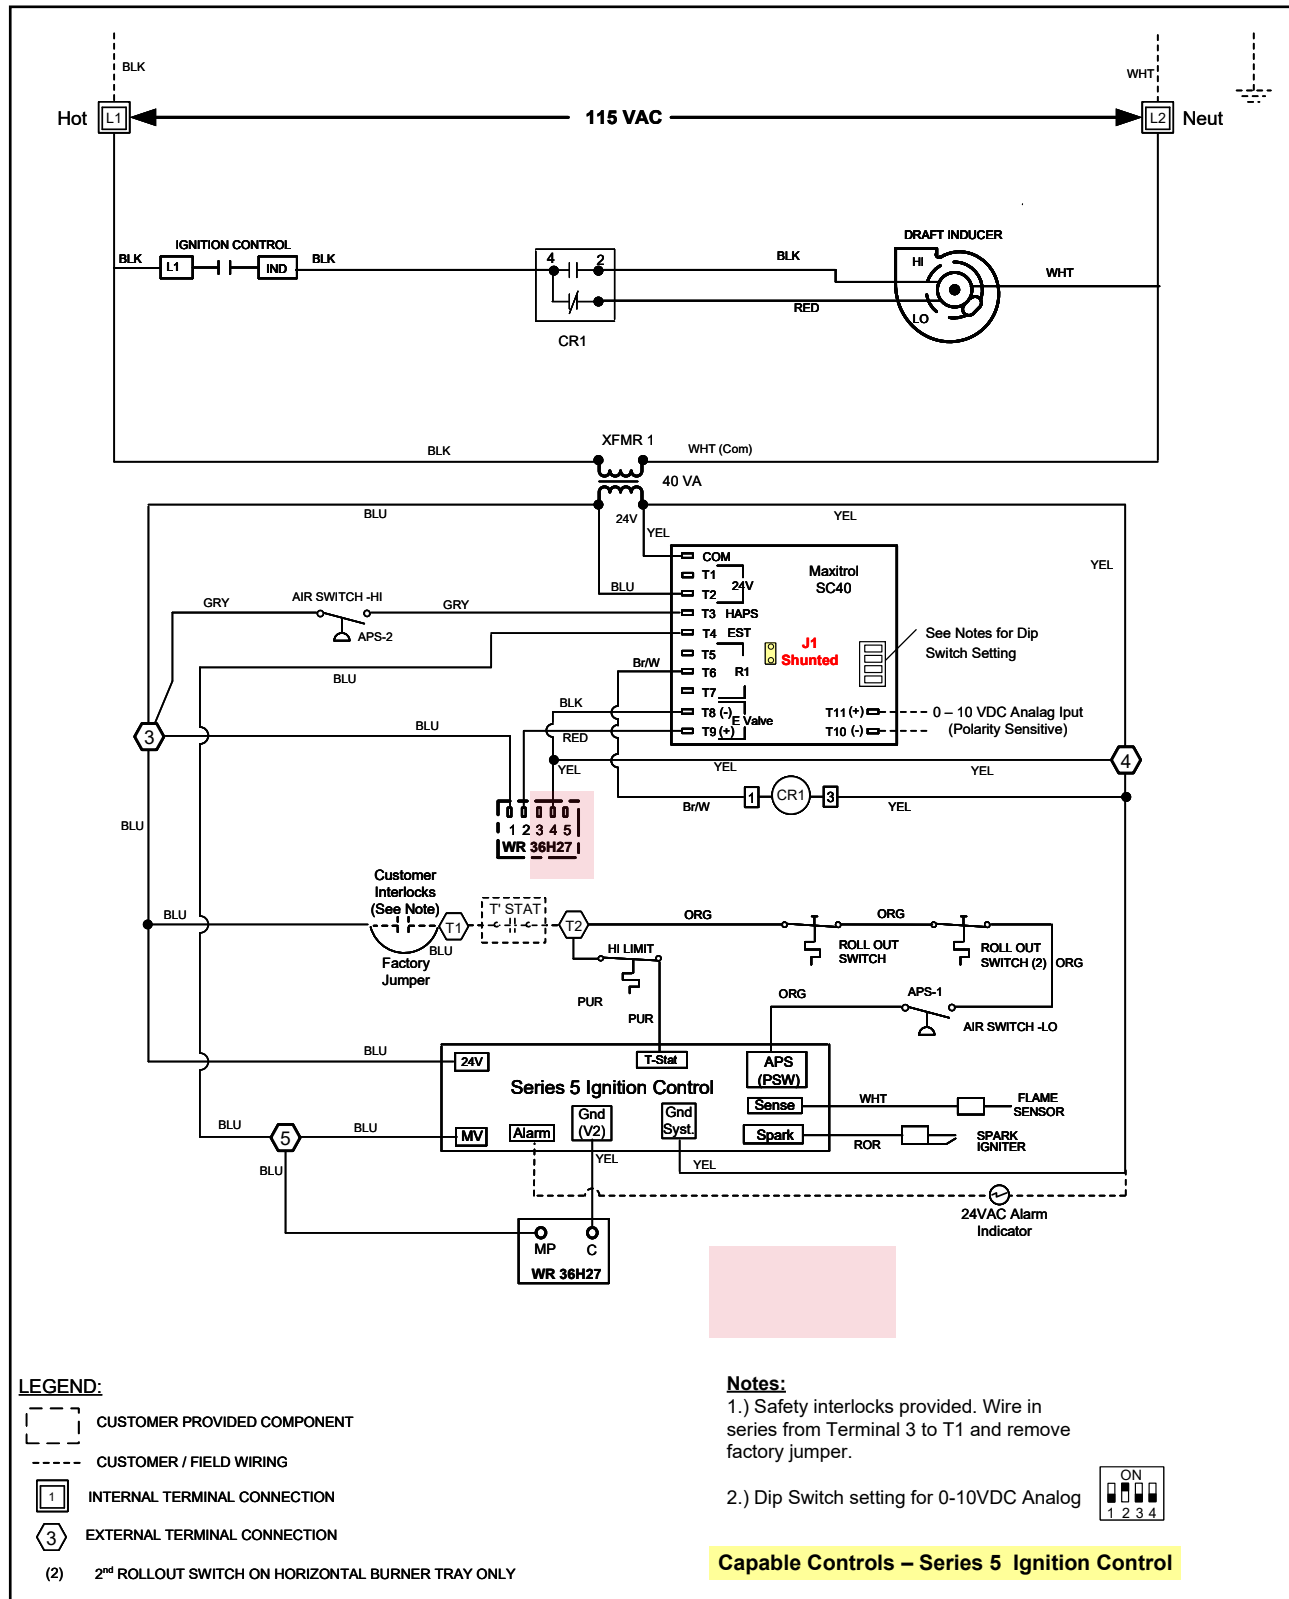 BLK
WHT
Hot
L1
115 VAC
L2
Neut
IGNITION CONTROL
BLK
L1
IND
BLK
4
2
CR1
BLK
RED
DRAFT INDUCER
HI
LO
WHT
XFMR 1
BLK
WHT (Com)
40 VA
BLU
24V
YEL
YEL
YEL
COM
T1
T2
24V
T3 HAPS
T4 EST
T5
T6
R1
T7
T8 (-)
E Valve
T9 (+)
Maxitrol
SC40
J1
Shunted
T11 (+)
T10 (-)
See Notes for Dip
Switch Setting
0 – 10 VDC Analag Iput
(Polarity Sensitive)
GRY
AIR SWITCH -HI
GRY
APS-2
BLU
BLU
Br/W
BLK
RED
BLU
3
YEL
YEL
YEL
4
Br/W
1
CR1
3
YEL
BLU
1 2 3 4 5
WR 36H27
Customer
Interlocks
(See Note)
BLU
T1
BLU
Factory
Jumper
T' STAT
T2
ORG
ORG
ROLL OUT
SWITCH
ROLL OUT
SWITCH (2)
ORG
HI LIMIT
PUR
PUR
ORG
APS-1
AIR SWITCH -LO
BLU
24V
T-Stat
APS
(PSW)
Series 5 Ignition Control
Sense
WHT
FLAME
SENSOR
BLU
5
BLU
MV
Alarm
Gnd
(V2)
Gnd
Syst.
Spark
ROR
SPARK
IGNITER
BLU
YEL
YEL
24VAC Alarm
Indicator
MP
C
WR 36H27
LEGEND:
CUSTOMER PROVIDED COMPONENT
CUSTOMER / FIELD WIRING
1
INTERNAL TERMINAL CONNECTION
3
EXTERNAL TERMINAL CONNECTION
(2)
2nd ROLLOUT SWITCH ON HORIZONTAL BURNER TRAY ONLY
Notes:
1.) Safety interlocks provided. Wire in
series from Terminal 3 to T1 and remove
factory jumper.
2.) Dip Switch setting for 0-10VDC Analog
ON
1 2 3 4
Capable Controls – Series 5 Ignition Control